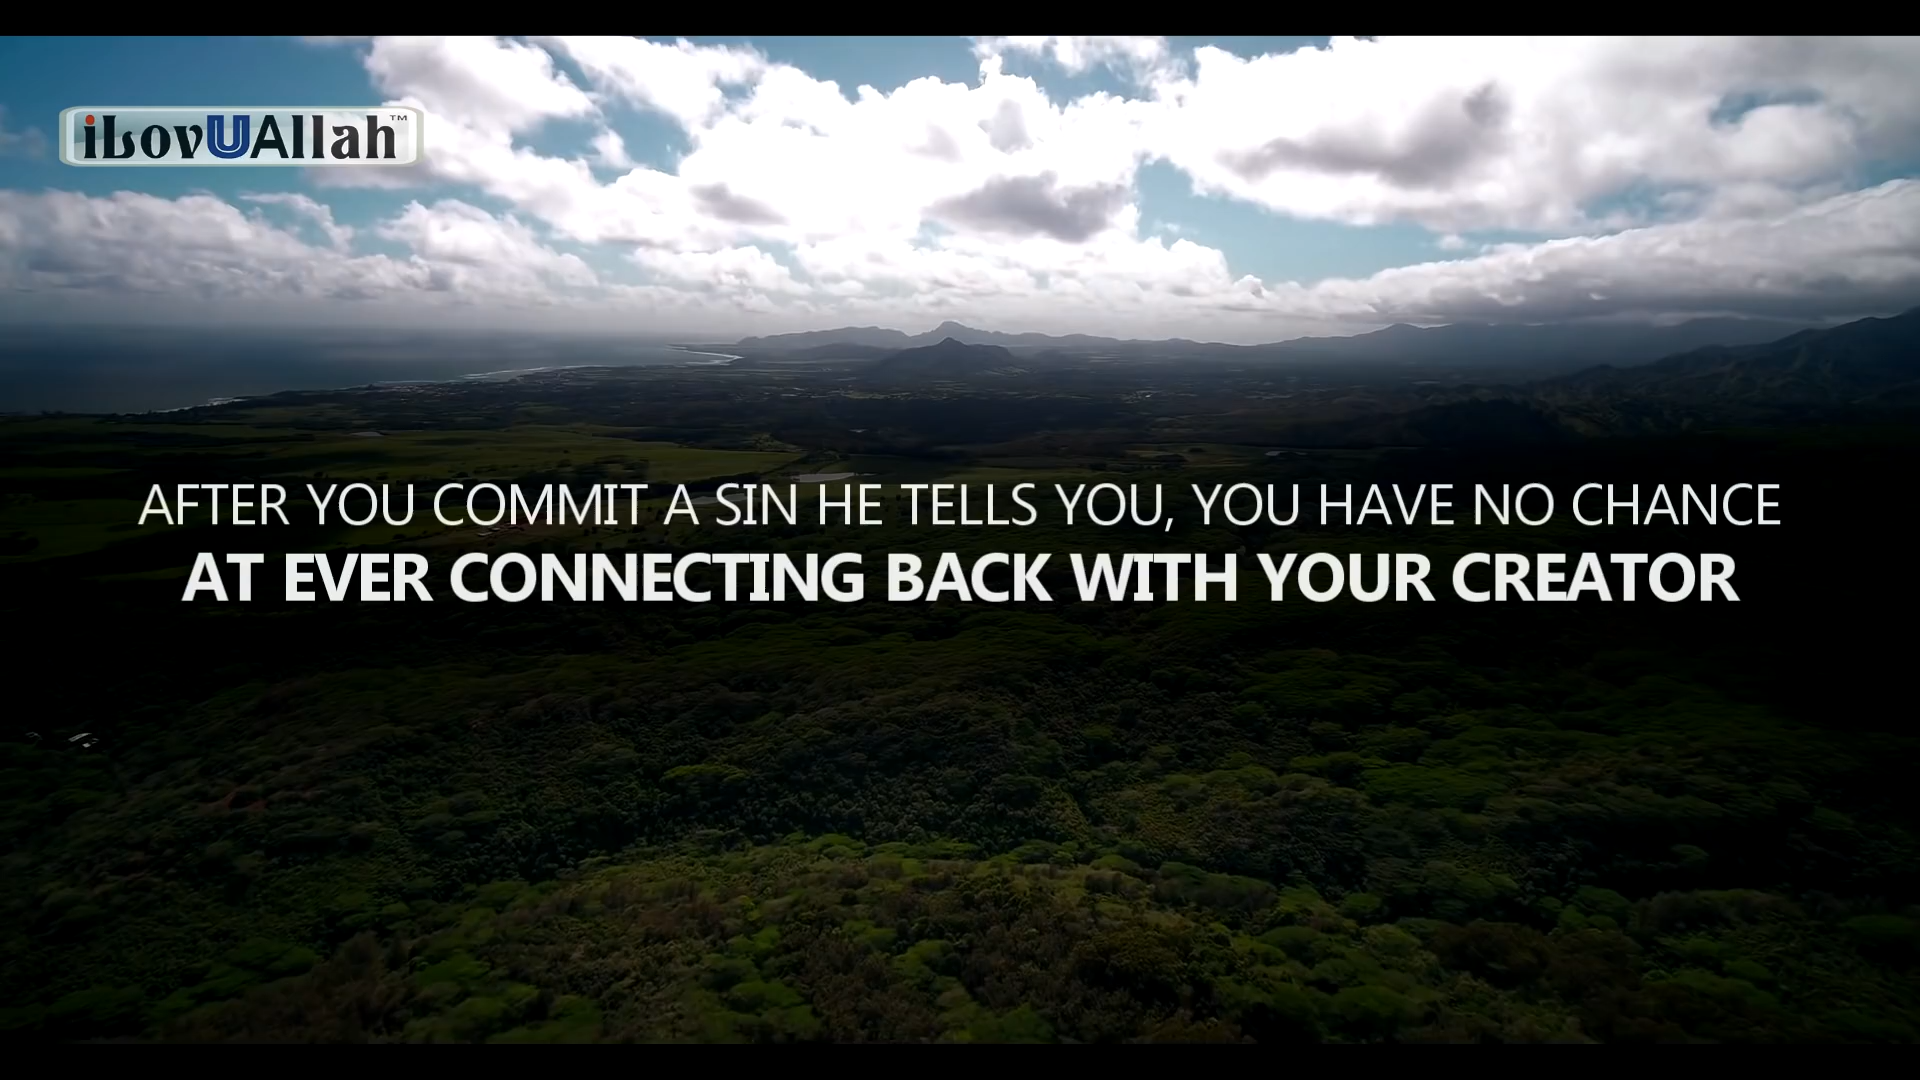 iLovUAllah™
AFTER YOU COMMIT A SIN HE TELLS YOU, YOU HAVE NO CHANCE
AT EVER CONNECTING BACK WITH YOUR CREATOR